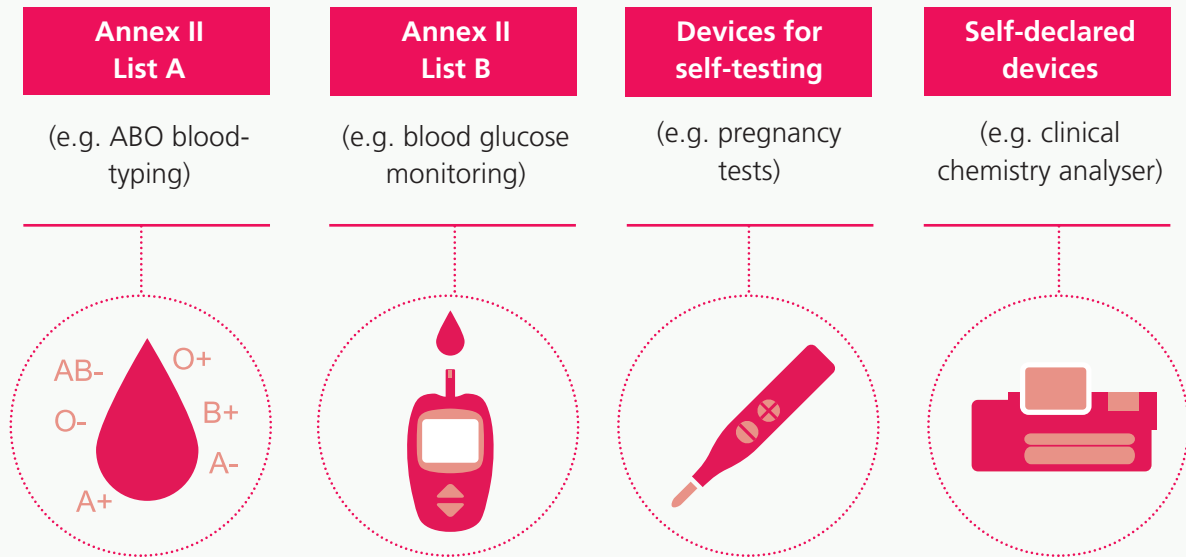 Annex II
List A
(e.g. ABO blood-
typing)
Annex II
List B
(e.g. blood glucose
monitoring)
Devices for
self-testing
(e.g. pregnancy
tests)
Self-declared
devices
(e.g. clinical
chemistry analyser)
AB-
O+
O-
B+
A-
A+